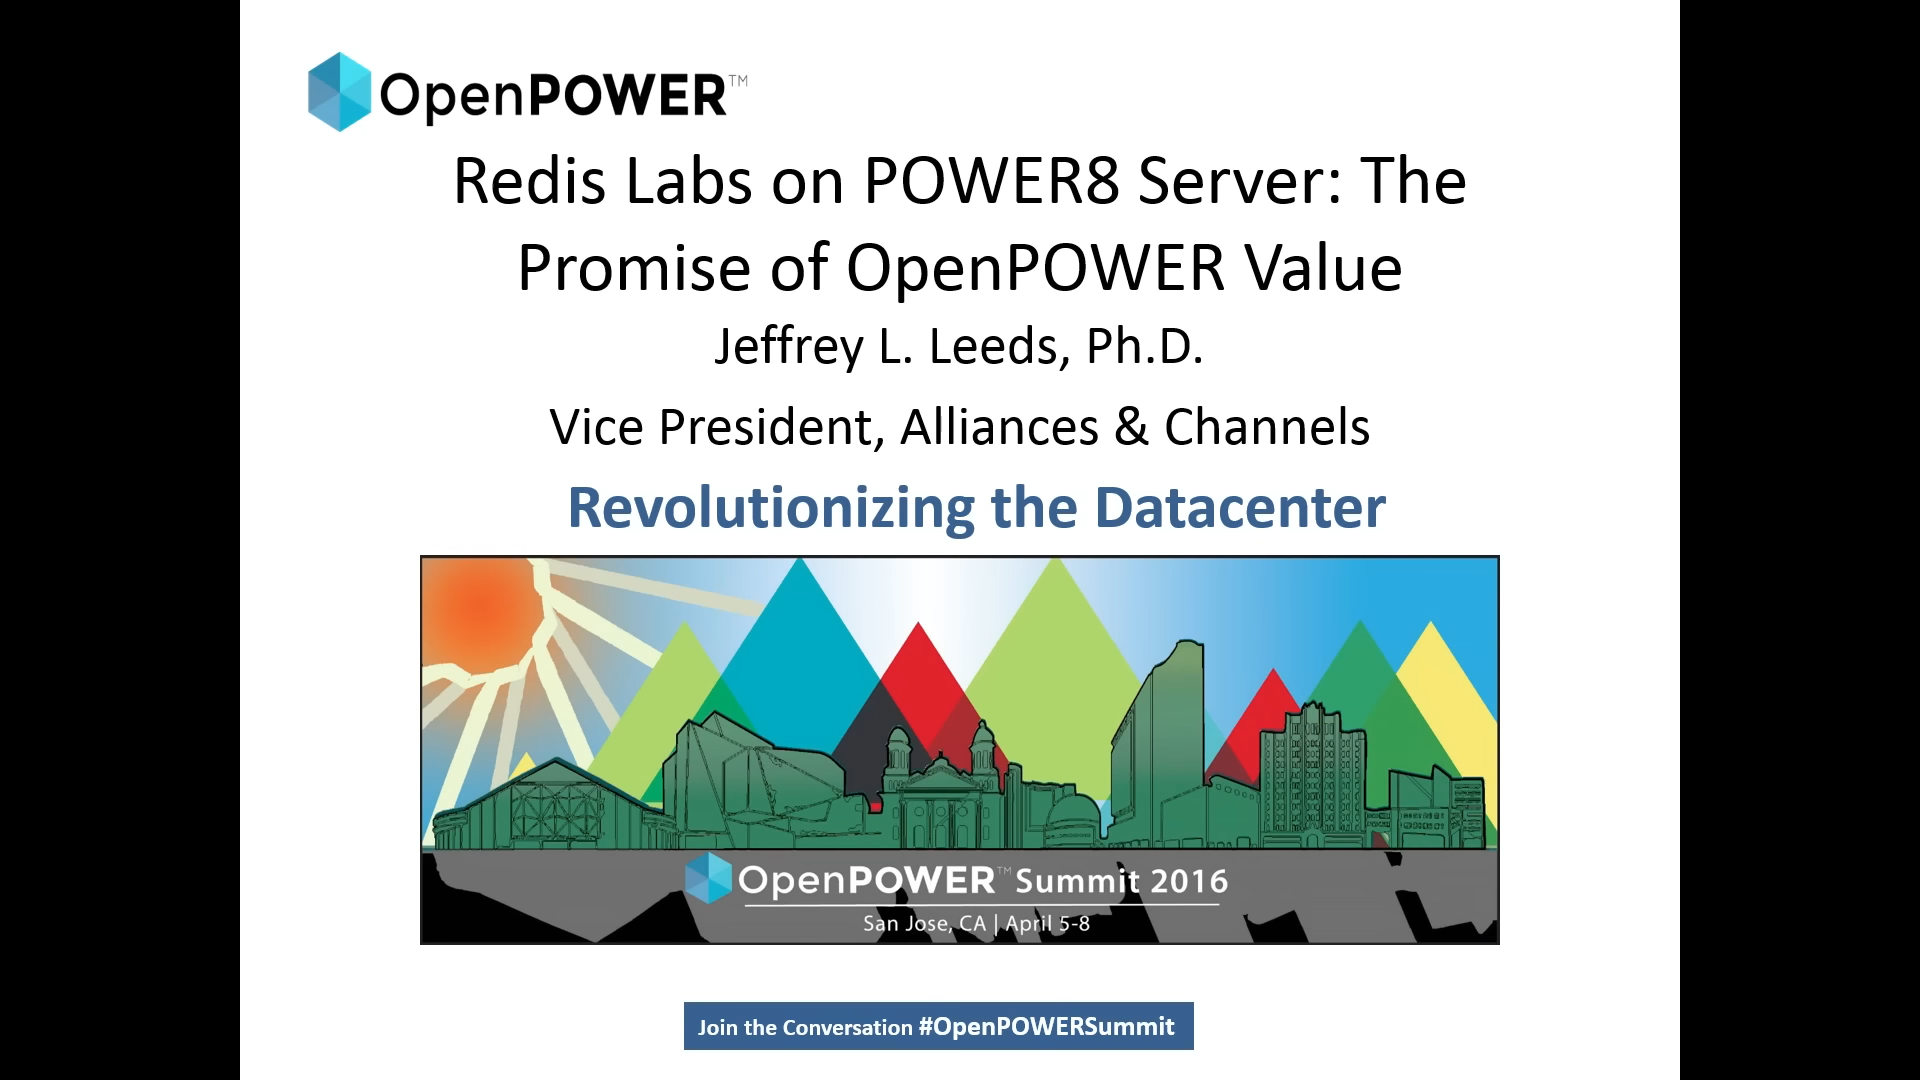 OpenPOWER™
Redis Labs on POWER8 Server: The
Promise of OpenPOWER Value
Jeffrey L. Leeds, Ph.D.
Vice President, Alliances & Channels
Revolutionizing the Datacenter
OpenPOWER™ Summit 2016
San Jose, CA | April 5-8
Join the Conversation #OpenPOWERSummit